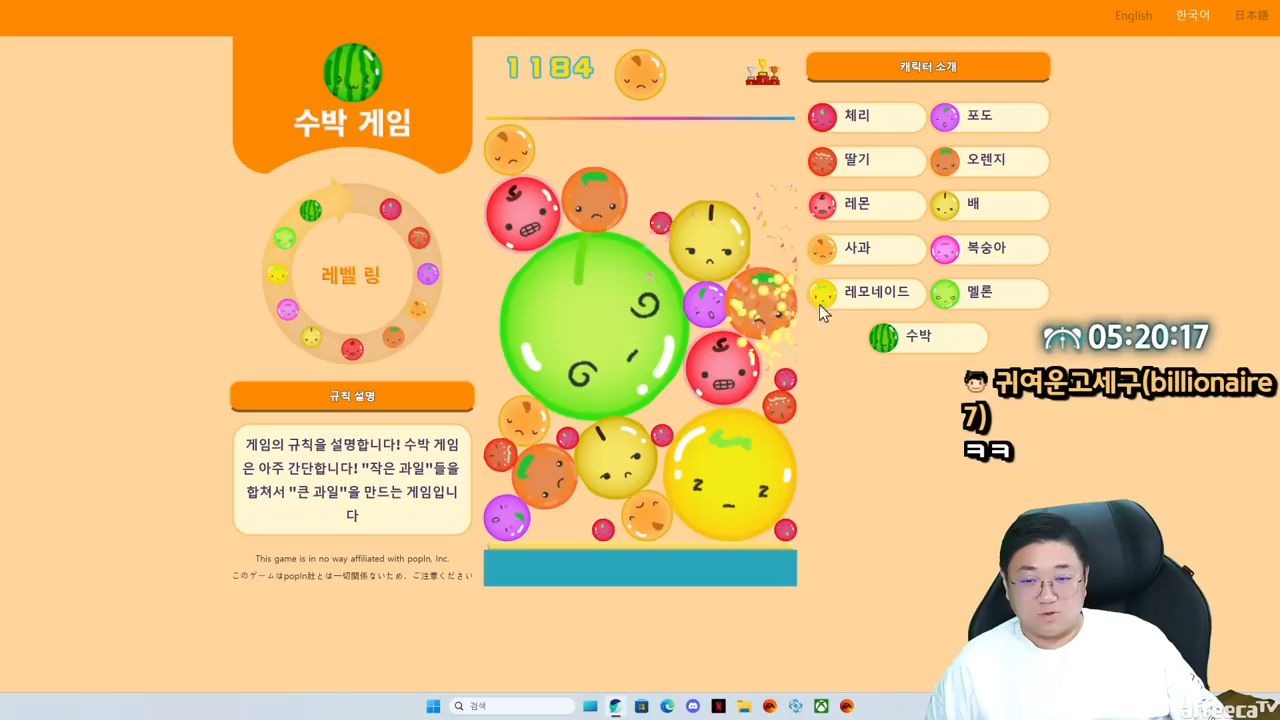 English
한국어
日本語
수박 게임
레벨 링
규칙 설명
게임의 규칙을 설명합니다! 수박 게임
은 아주 간단합니다! "작은 과일"들을
합쳐서 "큰 과일"을 만드는 게임입니
다
This game is in no way affiliated with popIn, Inc.
このゲームはpopIn社とは一切関係ないため、ご注意ください
1184
캐릭터 소개
체리
포도
딸기
오렌지
레몬
배
사과
복숭아
레모네이드
멜론
수박
05:20:17
귀여운고세구(billionaire
7)
ㅋㅋ
검색
afreecaTV